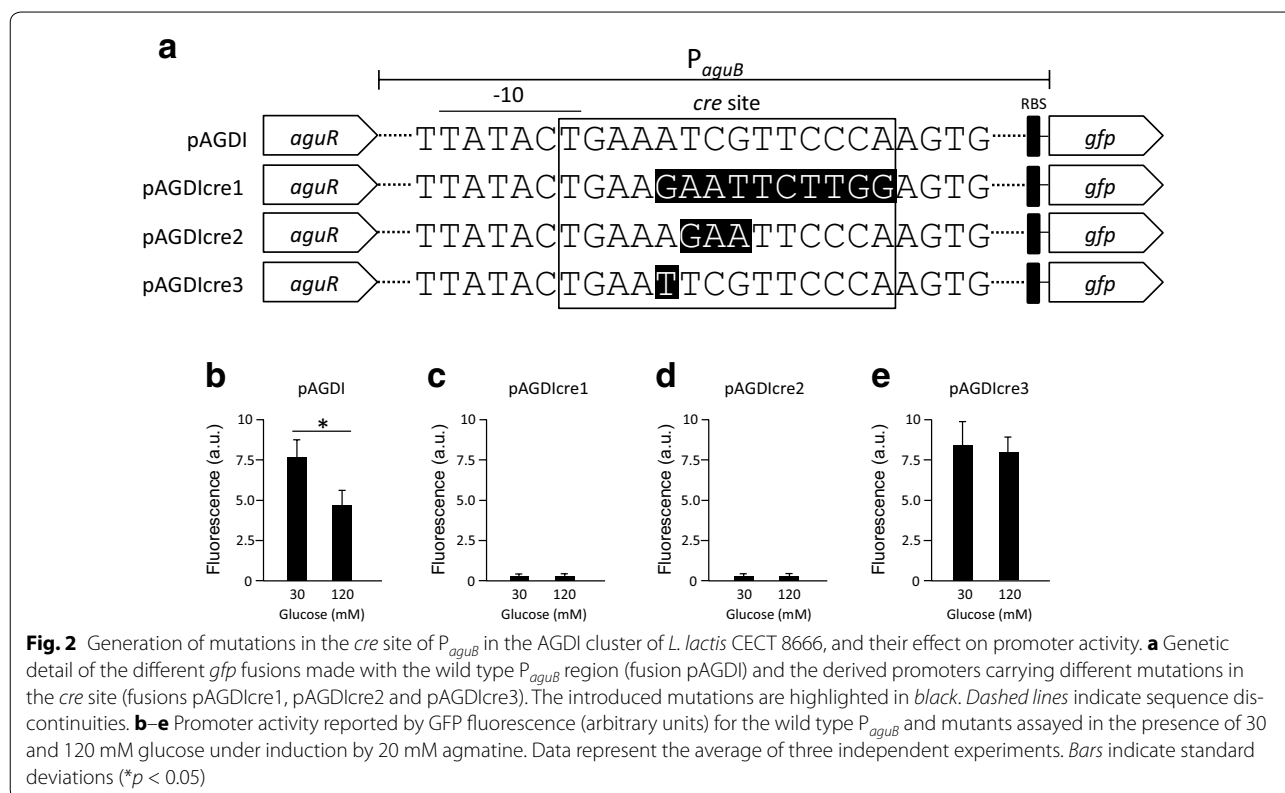 a
P aguB
-10
cre site
RBS
pAGDI aguR TTATACTGAAATCGTTCCCAAGTG gfp
pAGDIcre1 aguR TTATACTGAAGAATTCTTGGAGTG gfp
pAGDIcre2 aguR TTATACTGAAAGAATTCCCAAGTG gfp
pAGDIcre3 aguR TTATACTGAATTCGTTCCCAAGTG gfp
b pAGDI
Fluorescence (a.u.)
10
7.5
5.0
2.5
0
*
30 120
Glucose (mM)
c pAGDIcre1
Fluorescence (a.u.)
10
7.5
5.0
2.5
0
30 120
Glucose (mM)
d pAGDIcre2
Fluorescence (a.u.)
10
7.5
5.0
2.5
0
30 120
Glucose (mM)
e pAGDIcre3
Fluorescence (a.u.)
10
7.5
5.0
2.5
0
30 120
Glucose (mM)
Fig. 2 Generation of mutations in the cre site of PaguB in the AGDI cluster of L. lactis CECT 8666, and their effect on promoter activity. a Genetic
detail of the different gfp fusions made with the wild type PaguB region (fusion pAGDI) and the derived promoters carrying different mutations in
the cre site (fusions pAGDIcre1, pAGDIcre2 and pAGDIcre3). The introduced mutations are highlighted in black. Dashed lines indicate sequence dis-
continuities. b–e Promoter activity reported by GFP fluorescence (arbitrary units) for the wild type PaguB and mutants assayed in the presence of 30
and 120 mM glucose under induction by 20 mM agmatine. Data represent the average of three independent experiments. Bars indicate standard
deviations (*p < 0.05)